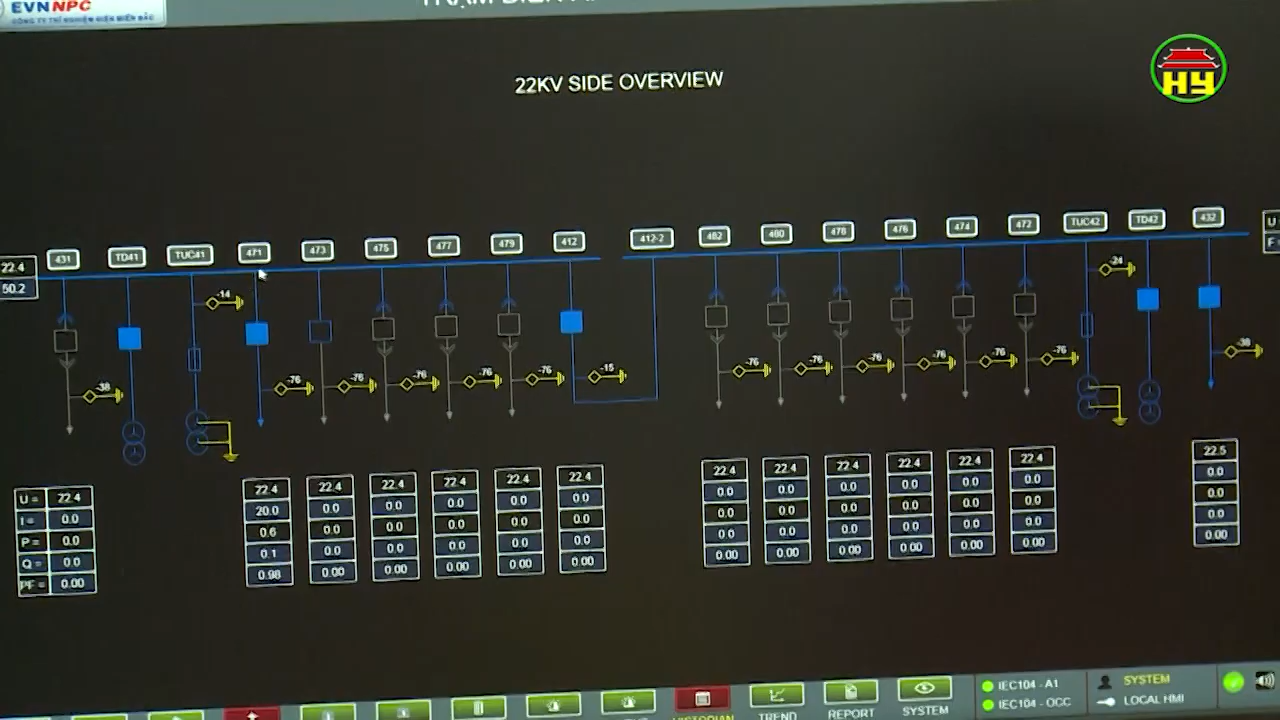 EVNNPC
CÔNG TY THÍ NGHIỆM ĐIỆN MIỀN BẮC
HY
22KV SIDE OVERVIEW
22.4
50.2
431 TD41 TUC41 471 473 475 477 479 412 412-2 482 480 478 476 474 472 TUC42 TD42 432
U
F
-14 -24
-38 -76 -76 -76 -76 -76 -15 -76 -76 -76 -76 -76 -76 -38
U = 22.4 22.4 22.4 22.4 22.4 22.4 22.4 22.4 22.4 22.4 22.4 22.4 22.4 22.5
I = 0.0 20.0 0.0 0.0 0.0 0.0 0.0 0.0 0.0 0.0 0.0 0.0 0.0 0.0
P = 0.0 0.6 0.0 0.0 0.0 0.0 0.0 0.0 0.0 0.0 0.0 0.0 0.0 0.0
Q = 0.0 0.1 0.0 0.0 0.0 0.0 0.0 0.0 0.0 0.0 0.0 0.0 0.0 0.0
PF = 0.00 0.98 0.00 0.00 0.00 0.00 0.00 0.00 0.00 0.00 0.00 0.00 0.00 0.00
HISTORIAN TREND REPORT SYSTEM
IEC104 - A1
IEC104 - OCC
SYSTEM
LOCAL HMI